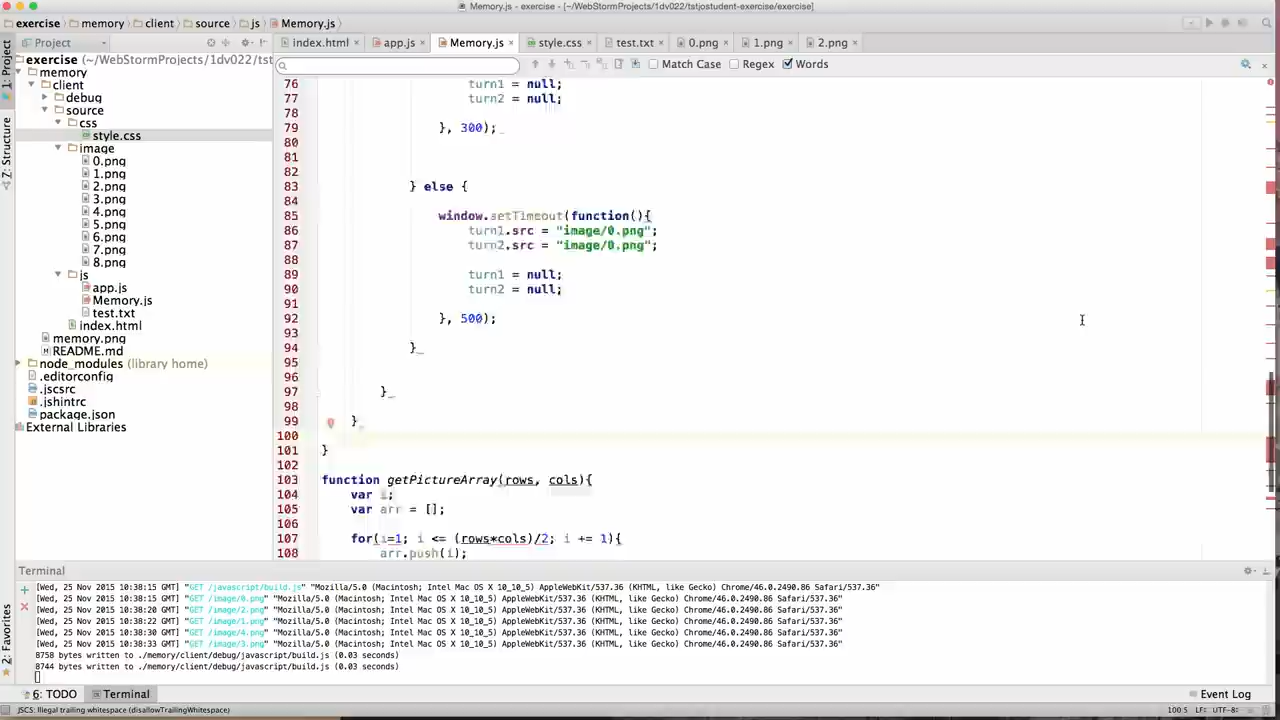 Memory.js - exercise - [~/WebStormProjects/1dv022/tstjostudent-exercise/exercise]
exercise memory client source js Memory.js
Project
index.html app.js Memory.js style.css test.txt 0.png 1.png 2.png
Match Case Regex Words
1: Project
7: Structure
2: Favorites
exercise (~/WebStormProjects/1dv022/tst
memory
client
debug
source
css
style.css
image
0.png
1.png
2.png
3.png
4.png
5.png
6.png
7.png
8.png
js
app.js
Memory.js
test.txt
index.html
memory.png
README.md
node_modules (library home)
.editorconfig
.jscsrc
.jshintrc
package.json
External Libraries
76 turn1 = null;
77 turn2 = null;
78
79 }, 300);
80
81
82
83 } else {
84
85 window.setTimeout(function(){
86 turn1.src = "image/0.png";
87 turn2.src = "image/0.png";
88
89 turn1 = null;
90 turn2 = null;
91
92 }, 500);
93
94 }
95
96
97 }
98
99 }
100
101 }
102
103 function getPictureArray(rows, cols){
104 var i;
105 var arr = [];
106
107 for(i=1; i <= (rows*cols)/2; i += 1){
108 arr.push(i);
Terminal
[Wed, 25 Nov 2015 10:38:15 GMT] "GET /javascript/build.js" "Mozilla/5.0 (Macintosh; Intel Mac OS X 10_10_5) AppleWebKit/537.36 (KHTML, like Gecko) Chrome/46.0.2490.86 Safari/537.36"
[Wed, 25 Nov 2015 10:38:15 GMT] "GET /image/0.png" "Mozilla/5.0 (Macintosh; Intel Mac OS X 10_10_5) AppleWebKit/537.36 (KHTML, like Gecko) Chrome/46.0.2490.86 Safari/537.36"
[Wed, 25 Nov 2015 10:38:20 GMT] "GET /image/2.png" "Mozilla/5.0 (Macintosh; Intel Mac OS X 10_10_5) AppleWebKit/537.36 (KHTML, like Gecko) Chrome/46.0.2490.86 Safari/537.36"
[Wed, 25 Nov 2015 10:38:22 GMT] "GET /image/1.png" "Mozilla/5.0 (Macintosh; Intel Mac OS X 10_10_5) AppleWebKit/537.36 (KHTML, like Gecko) Chrome/46.0.2490.86 Safari/537.36"
[Wed, 25 Nov 2015 10:38:30 GMT] "GET /image/4.png" "Mozilla/5.0 (Macintosh; Intel Mac OS X 10_10_5) AppleWebKit/537.36 (KHTML, like Gecko) Chrome/46.0.2490.86 Safari/537.36"
[Wed, 25 Nov 2015 10:38:33 GMT] "GET /image/3.png" "Mozilla/5.0 (Macintosh; Intel Mac OS X 10_10_5) AppleWebKit/537.36 (KHTML, like Gecko) Chrome/46.0.2490.86 Safari/537.36"
8758 bytes written to ./memory/client/debug/javascript/build.js (0.03 seconds)
8744 bytes written to ./memory/client/debug/javascript/build.js (0.03 seconds)
6: TODO Terminal Event Log
JSCS: Illegal trailing whitespace (disallowTrailingWhitespace) 100:5 LF÷ UTF-8÷